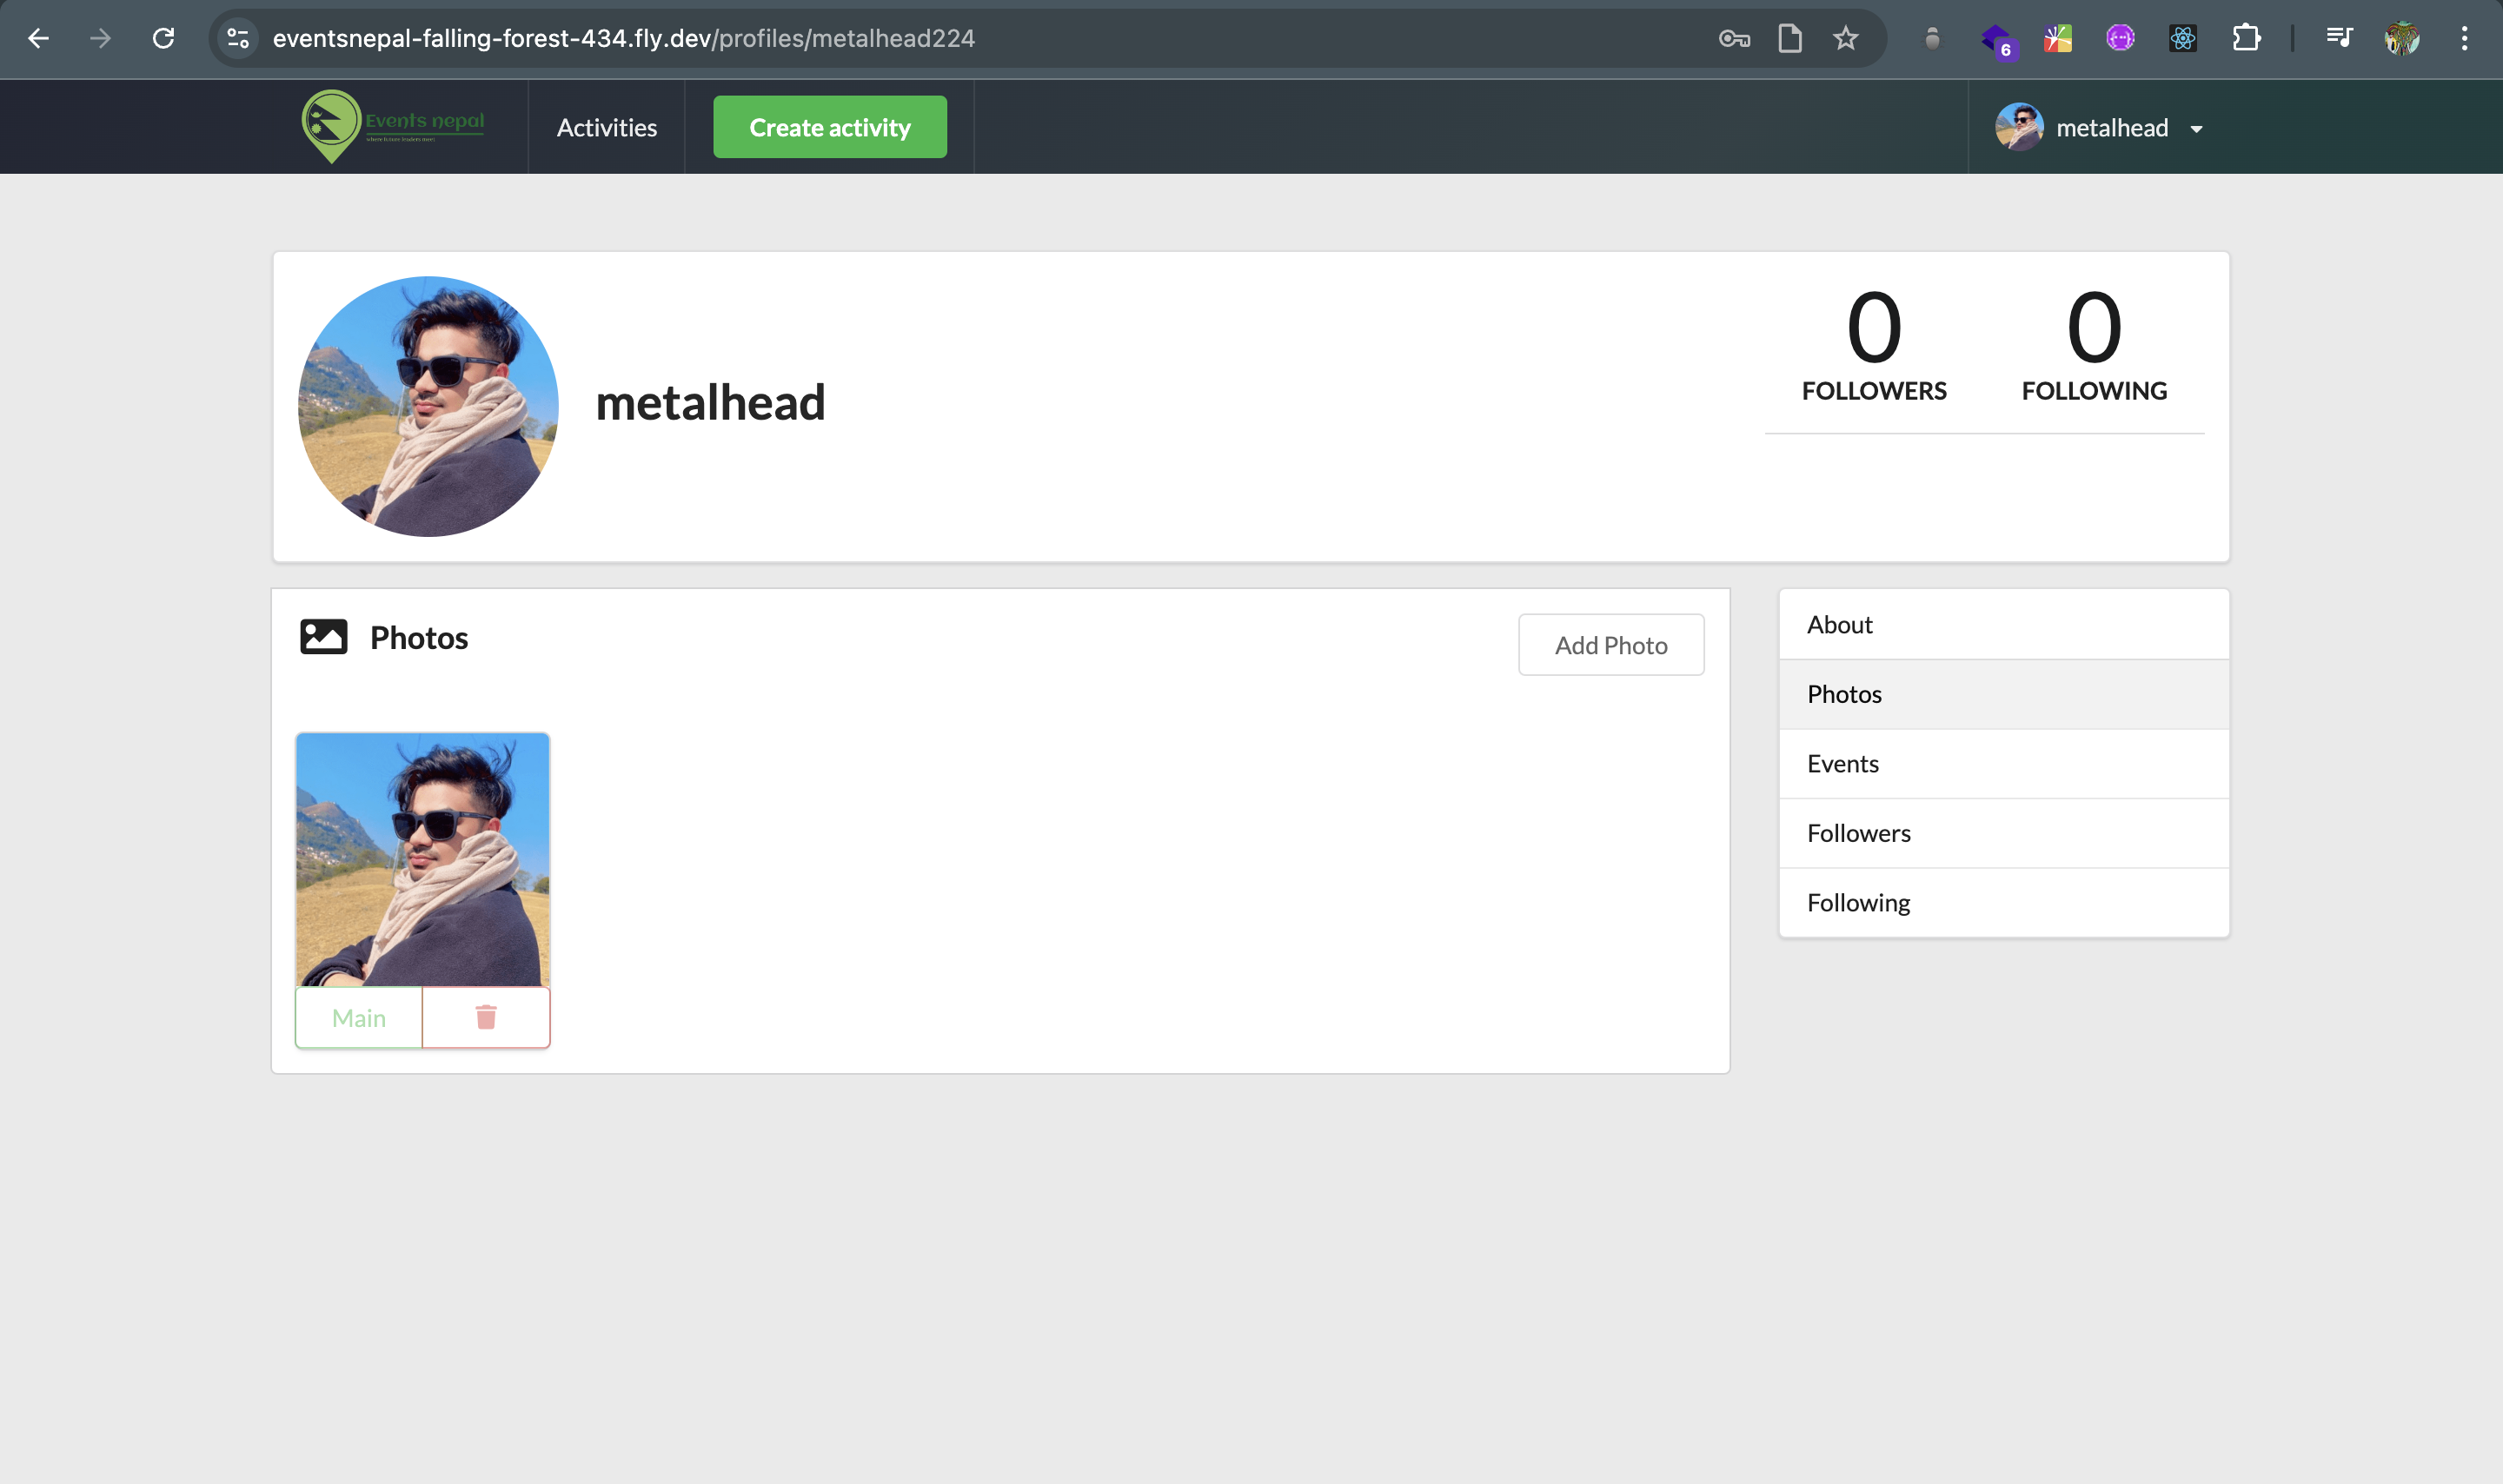 eventsnepal-falling-forest-434.fly.dev/profiles/metalhead224
6
Events nepal
Activities
Create activity
metalhead
metalhead
0
FOLLOWERS
0
FOLLOWING
Photos
Add Photo
Main
About
Photos
Events
Followers
Following